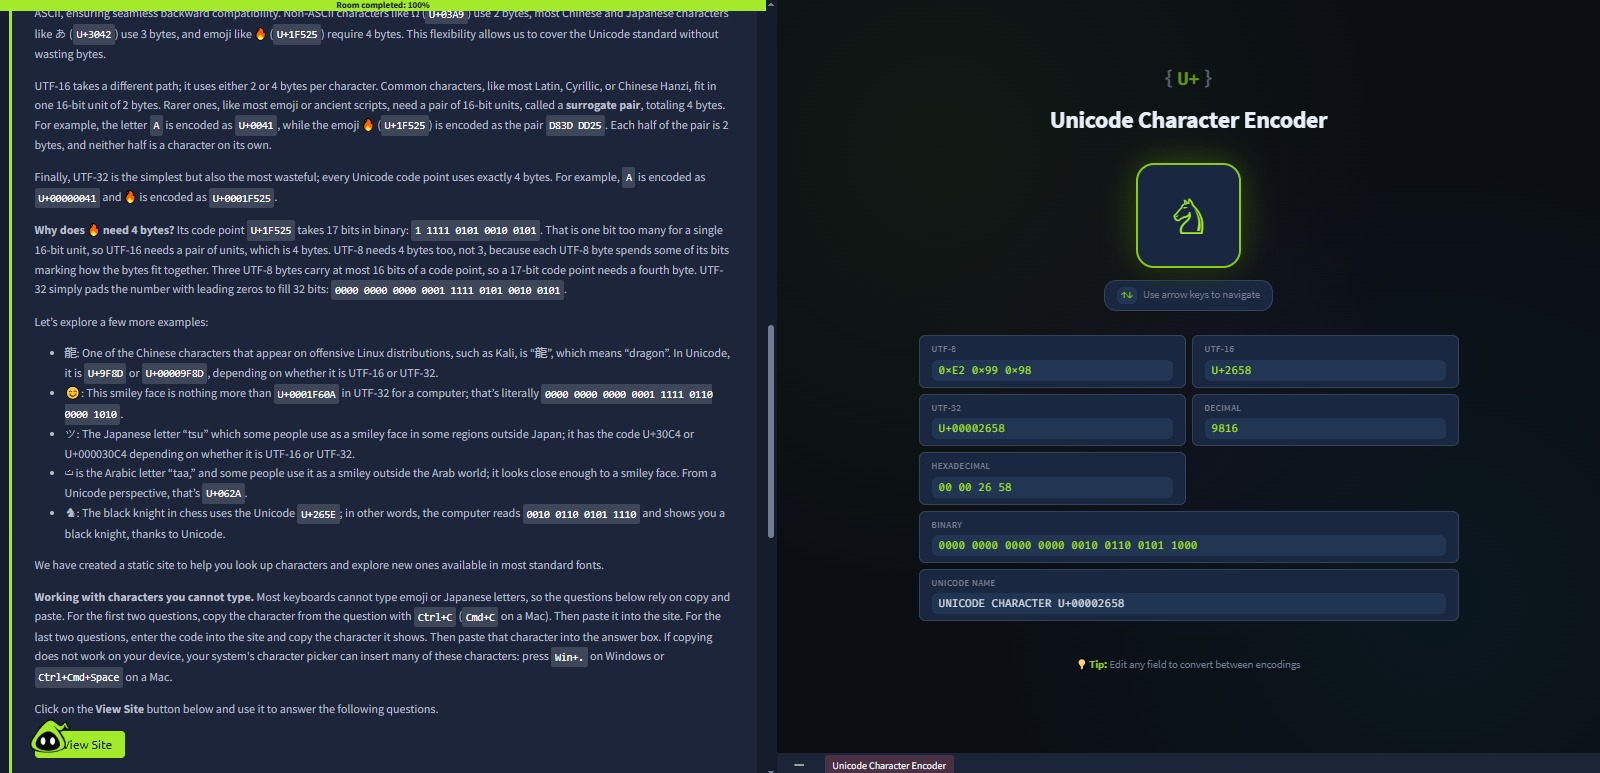 Room completed: 100%
ASCII, ensuring seamless backward compatibility. Non-ASCII characters like Ω (U+03A9) use 2 bytes, most Chinese and Japanese characters
like あ (U+3042) use 3 bytes, and emoji like 🔥 (U+1F525) require 4 bytes. This flexibility allows us to cover the Unicode standard without
wasting bytes.
UTF-16 takes a different path; it uses either 2 or 4 bytes per character. Common characters, like most Latin, Cyrillic, or Chinese Hanzi, fit in
one 16-bit unit of 2 bytes. Rarer ones, like most emoji or ancient scripts, need a pair of 16-bit units, called a surrogate pair, totaling 4 bytes.
For example, the letter A is encoded as U+0041, while the emoji 🔥 (U+1F525) is encoded as the pair D83D DD25. Each half of the pair is 2
bytes, and neither half is a character on its own.
Finally, UTF-32 is the simplest but also the most wasteful; every Unicode code point uses exactly 4 bytes. For example, A is encoded as
U+00000041 and 🔥 is encoded as U+0001F525.
Why does 🔥 need 4 bytes? Its code point U+1F525 takes 17 bits in binary: 1 1111 0101 0010 0101. That is one bit too many for a single
16-bit unit, so UTF-16 needs a pair of units, which is 4 bytes. UTF-8 needs 4 bytes too, not 3, because each UTF-8 byte spends some of its bits
marking how the bytes fit together. Three UTF-8 bytes carry at most 16 bits of a code point, so a 17-bit code point needs a fourth byte. UTF-
32 simply pads the number with leading zeros to fill 32 bits: 0000 0000 0000 0001 1111 0101 0010 0101.
Let's explore a few more examples:
• 龍: One of the Chinese characters that appear on offensive Linux distributions, such as Kali, is “龍”, which means “dragon”. In Unicode,
it is U+9F8D or U+00009F8D, depending on whether it is UTF-16 or UTF-32.
• 😊: This smiley face is nothing more than U+0001F60A in UTF-32 for a computer; that's literally 0000 0000 0000 0001 1111 0110
0000 1010.
• ツ: The Japanese letter “tsu” which some people use as a smiley face in some regions outside Japan; it has the code U+30C4 or
U+000030C4 depending on whether it is UTF-16 or UTF-32.
• ت is the Arabic letter “taa,” and some people use it as a smiley outside the Arab world; it looks close enough to a smiley face. From a
Unicode perspective, that's U+062A.
• ♞: The black knight in chess uses the Unicode U+265E; in other words, the computer reads 0010 0110 0101 1110 and shows you a
black knight, thanks to Unicode.
We have created a static site to help you look up characters and explore new ones available in most standard fonts.
Working with characters you cannot type. Most keyboards cannot type emoji or Japanese letters, so the questions below rely on copy and
paste. For the first two questions, copy the character from the question with Ctrl+C (Cmd+C on a Mac). Then paste it into the site. For the
last two questions, enter the code into the site and copy the character it shows. Then paste that character into the answer box. If copying
does not work on your device, your system's character picker can insert many of these characters: press Win+. on Windows or
Ctrl+Cmd+Space on a Mac.
Click on the View Site button below and use it to answer the following questions.
View Site
{ U+ }
Unicode Character Encoder
♘
↑↓ Use arrow keys to navigate
UTF-8
0×E2 0×99 0×98
UTF-16
U+2658
UTF-32
U+00002658
DECIMAL
9816
HEXADECIMAL
00 00 26 58
BINARY
0000 0000 0000 0000 0010 0110 0101 1000
UNICODE NAME
UNICODE CHARACTER U+00002658
💡 Tip: Edit any field to convert between encodings
Unicode Character Encoder